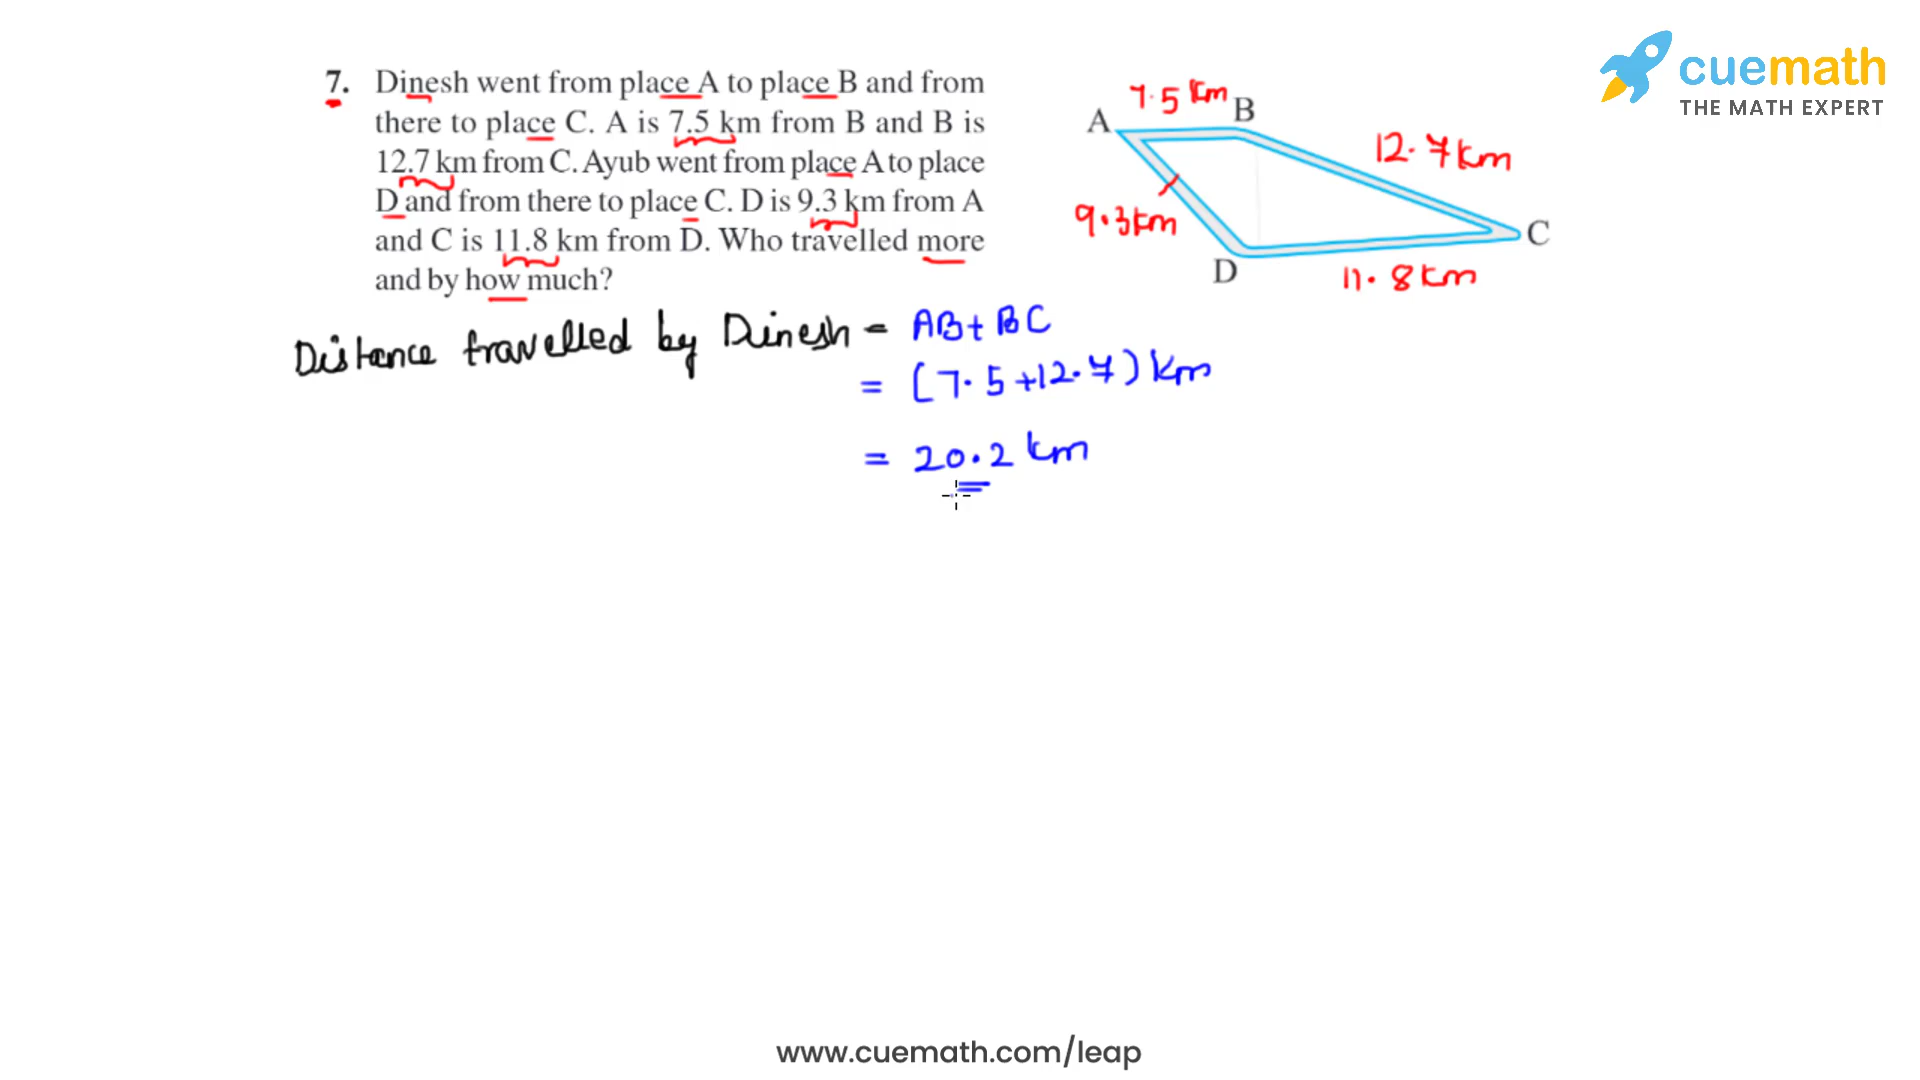 7. Dinesh went from place A to place B and from
there to place C. A is 7.5 km from B and B is
12.7 km from C. Ayub went from place A to place
D and from there to place C. D is 9.3 km from A
and C is 11.8 km from D. Who travelled more
and by how much?
7.5 km
A
B
12.7 km
9.3 km
C
D
11.8 km
cuemath
THE MATH EXPERT
Distance travelled by Dinesh = AB + BC
= (7.5+12.7) km
= 20.2 km
www.cuemath.com/leap